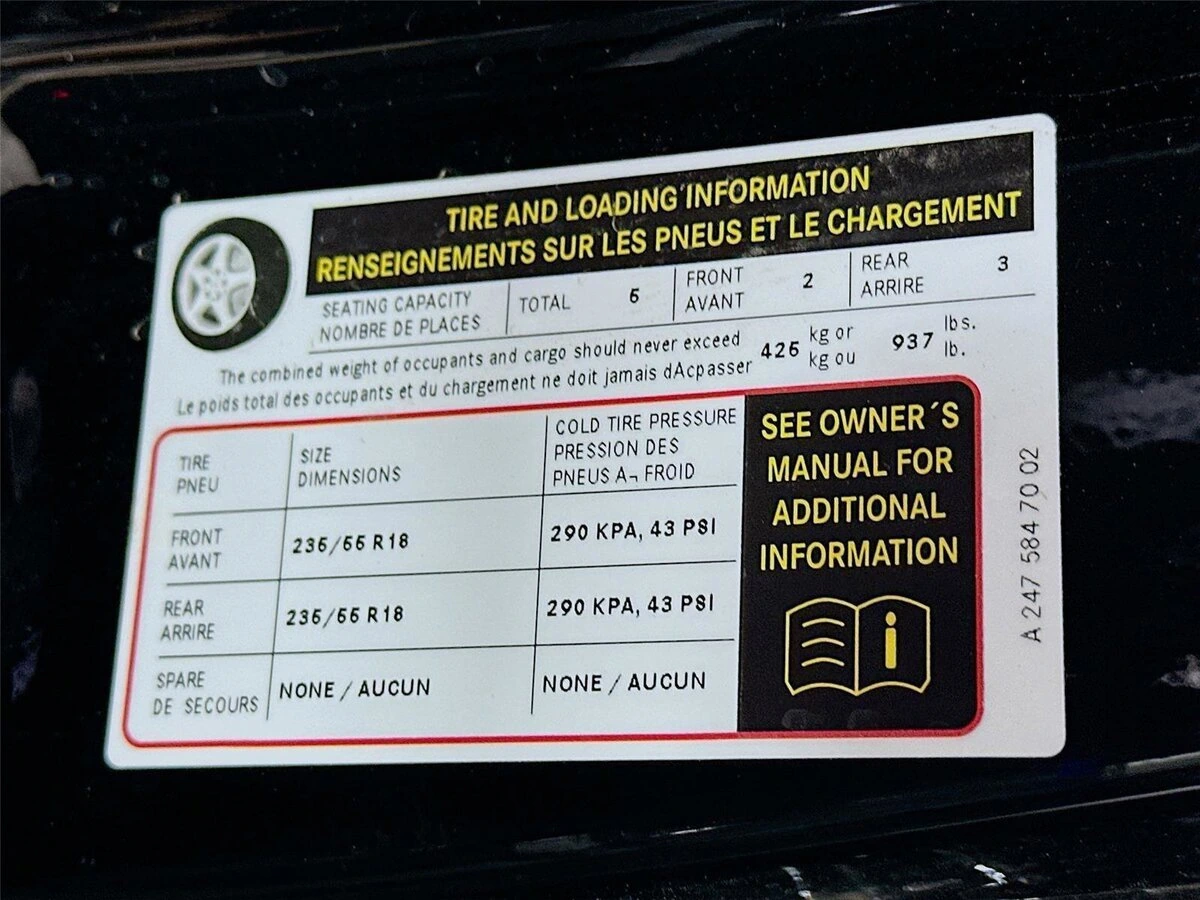 TIRE AND LOADING INFORMATION
RENSEIGNEMENTS SUR LES PNEUS ET LE CHARGEMENT
SEATING CAPACITY
NOMBRE DE PLACES
TOTAL 5
FRONT
AVANT
2
REAR
ARRIRE
3
The combined weight of occupants and cargo should never exceed
Le poids total des occupants et du chargement ne doit jamais dAcpasser
425
kg or
kg ou
937
lbs.
lb.
TIRE
PNEU
SIZE
DIMENSIONS
COLD TIRE PRESSURE
PRESSION DES
PNEUS A¬ FROID
FRONT
AVANT
235/55 R18
290 KPA, 43 PSI
REAR
ARRIRE
235/55 R18
290 KPA, 43 PSI
SPARE
DE SECOURS
NONE / AUCUN
NONE / AUCUN
SEE OWNER´S
MANUAL FOR
ADDITIONAL
INFORMATION
i
A 247 584 70 02